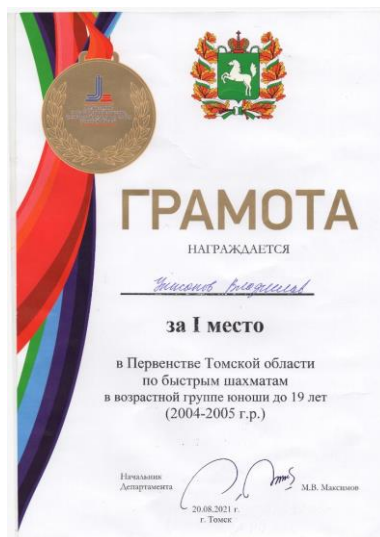 ГРАМОТА
НАГРАЖДАЕТСЯ
Владислав
за I место
в Первенстве Томской области
по быстрым шахматам
в возрастной группе юноши до 19 лет
(2004-2005 г.р.)
Начальник
Департамента
М.В. Максимов
20.08.2021 г.
г. Томск